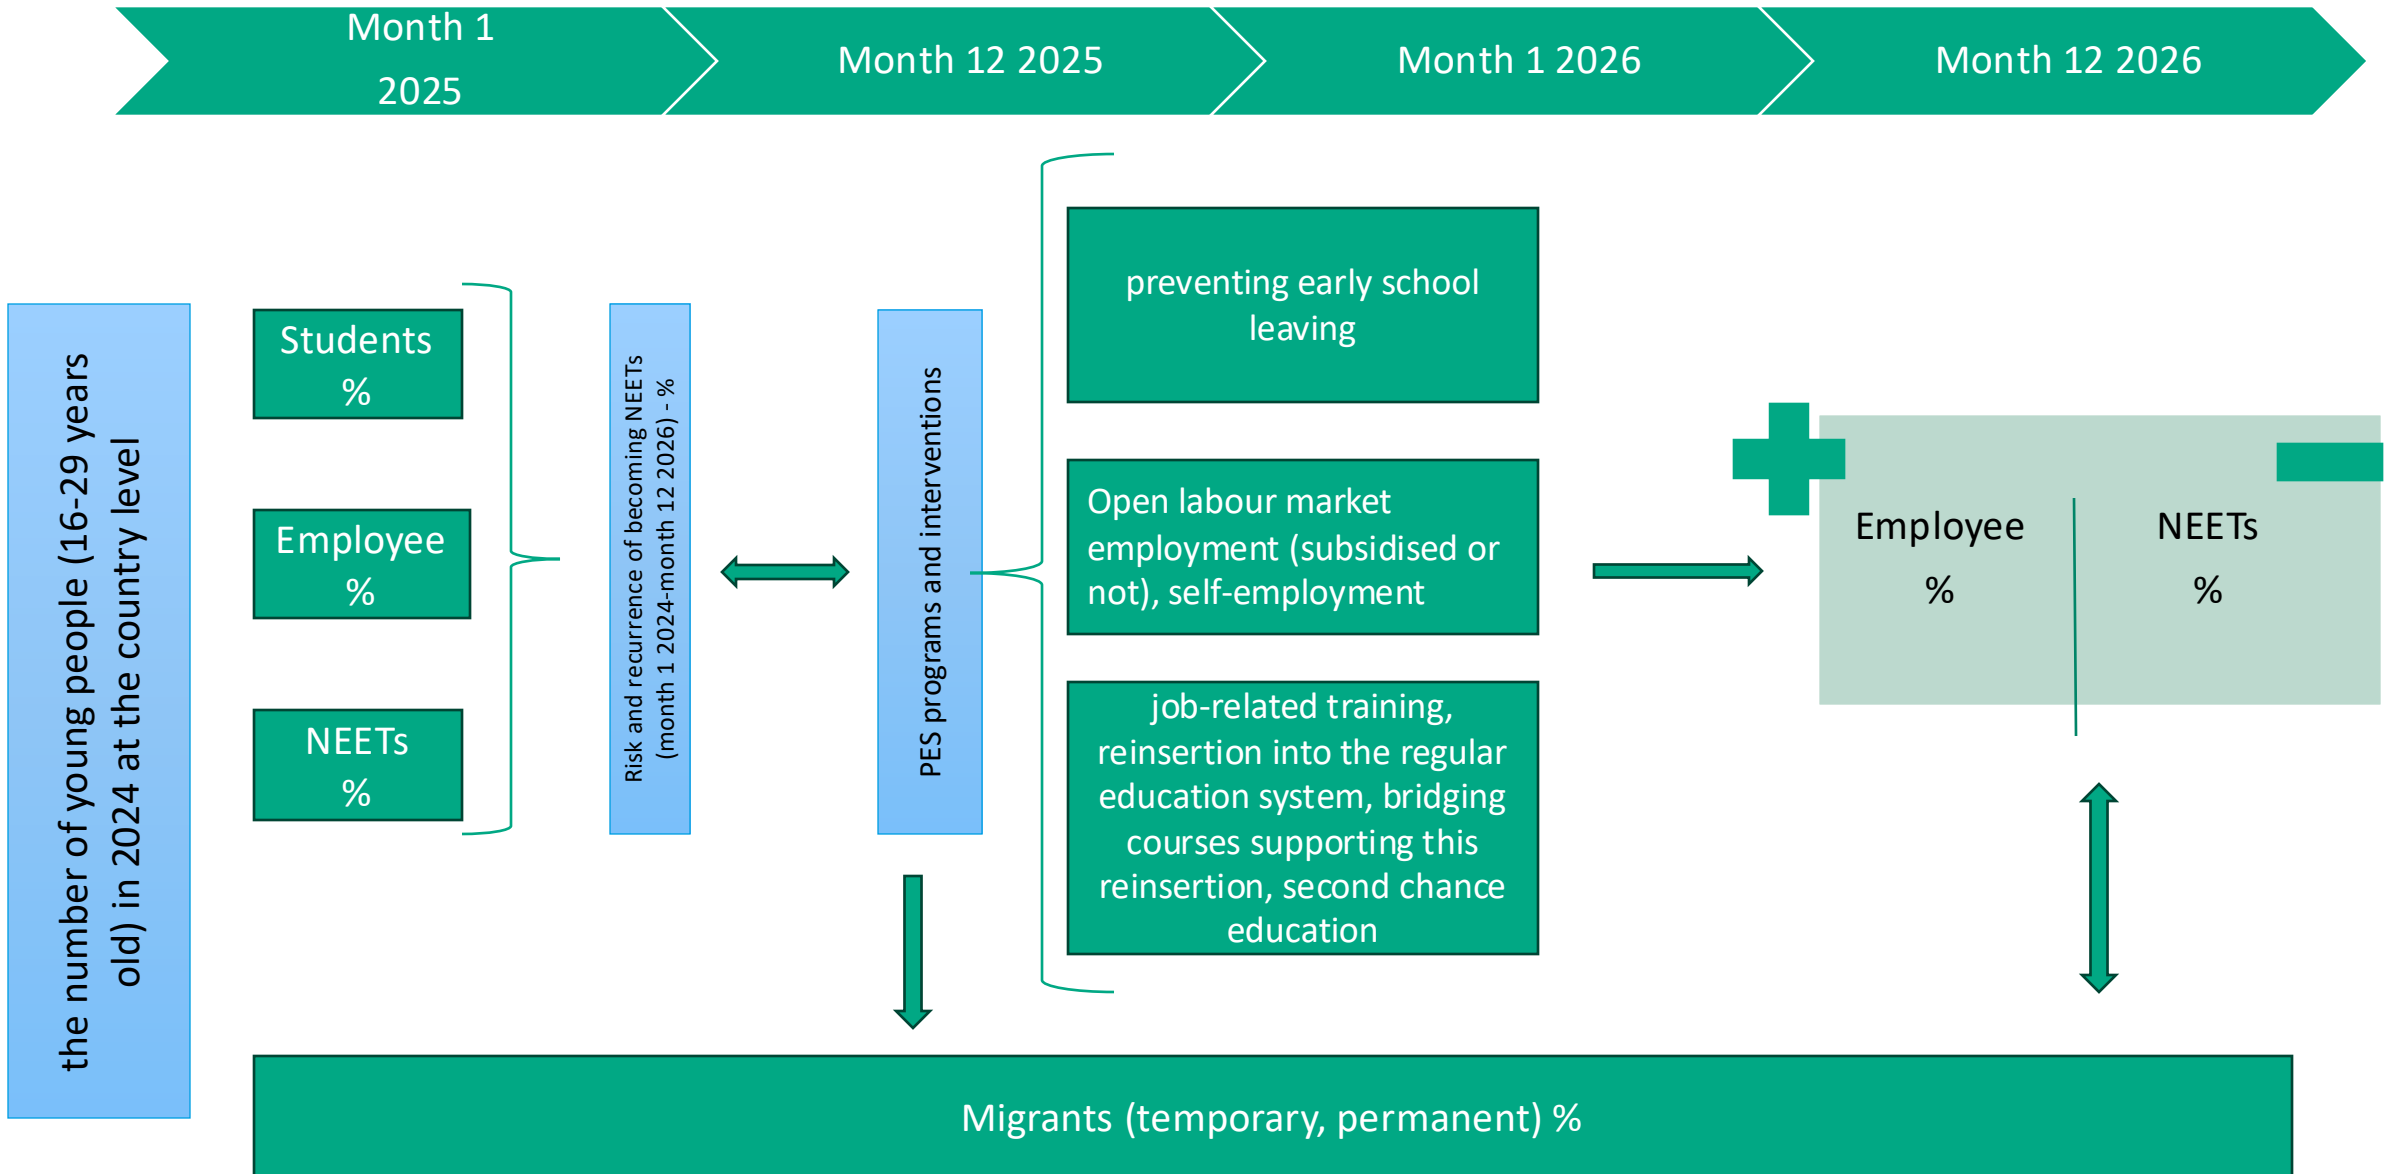 Month 1
2025
Month 12 2025
Month 1 2026
Month 12 2026
the number of young people (16-29 years
old) in 2024 at the country level
Students
%
Employee
%
NEETs
%
Risk and recurrence of becoming NEETs
(month 1 2024-month 12 2026) - %
PES programs and interventions
preventing early school
leaving
Open labour market
employment (subsidised or
not), self-employment
job-related training,
reinsertion into the regular
education system, bridging
courses supporting this
reinsertion, second chance
education
Employee
%
NEETs
%
Migrants (temporary, permanent) %